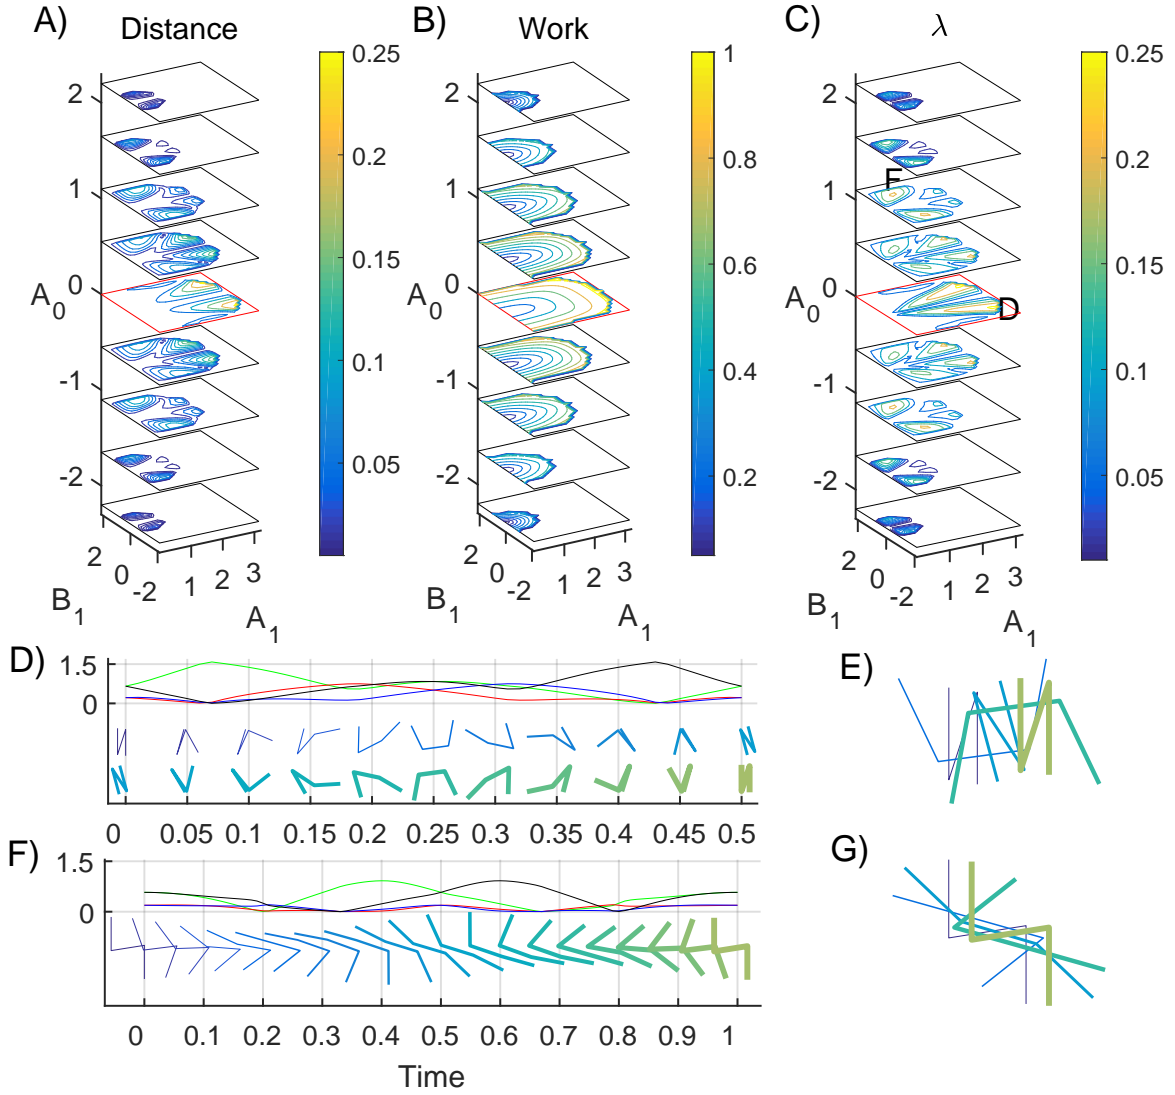 A)
Distance
B)
Work
C)
λ
2
1
0
A0
-1
-2
2
0
-2
B1
1
2
3
A1
0.25
0.2
0.15
0.1
0.05
2
1
0
A0
-1
-2
2
0
-2
B1
1
2
3
A1
1
0.8
0.6
0.4
0.2
2
1
F
0
A0
D
-1
-2
2
0
-2
B1
1
2
3
A1
0.25
0.2
0.15
0.1
0.05
D)
1.5
0
0 0.05 0.1 0.15 0.2 0.25 0.3 0.35 0.4 0.45 0.5
E)
F)
1.5
0
0 0.1 0.2 0.3 0.4 0.5 0.6 0.7 0.8 0.9 1
Time
G)